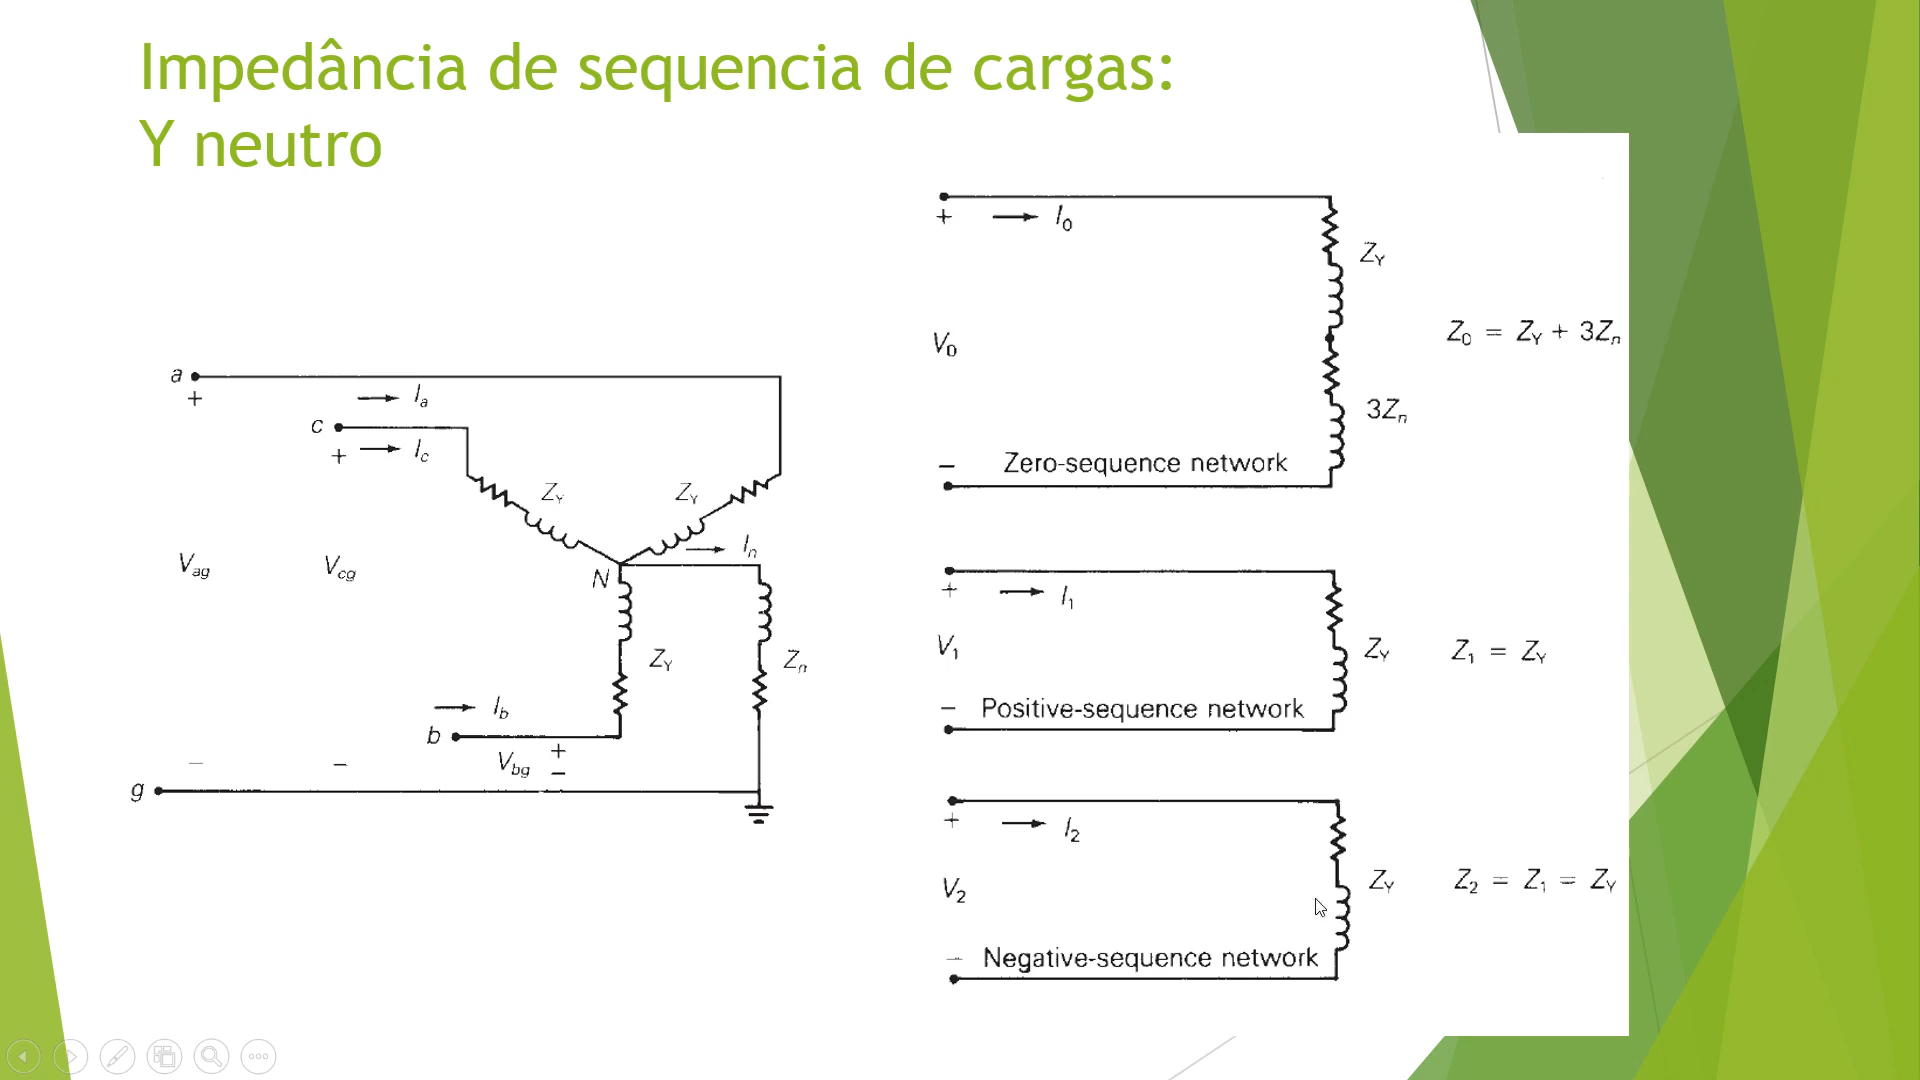 Impedância de sequencia de cargas:
Y neutro
a
+
I_a
c
+
I_c
Z_Y
Z_Y
I_n
N
V_ag
V_cg
Z_Y
Z_n
I_b
b
+
V_bg
−
−
−
g
+
I_0
Z_Y
V_0
Z_0 = Z_Y + 3Z_n
3Z_n
−
Zero-sequence network
+
I_1
V_1
Z_Y
Z_1 = Z_Y
−
Positive-sequence network
+
I_2
V_2
Z_Y
Z_2 = Z_1 = Z_Y
−
Negative-sequence network